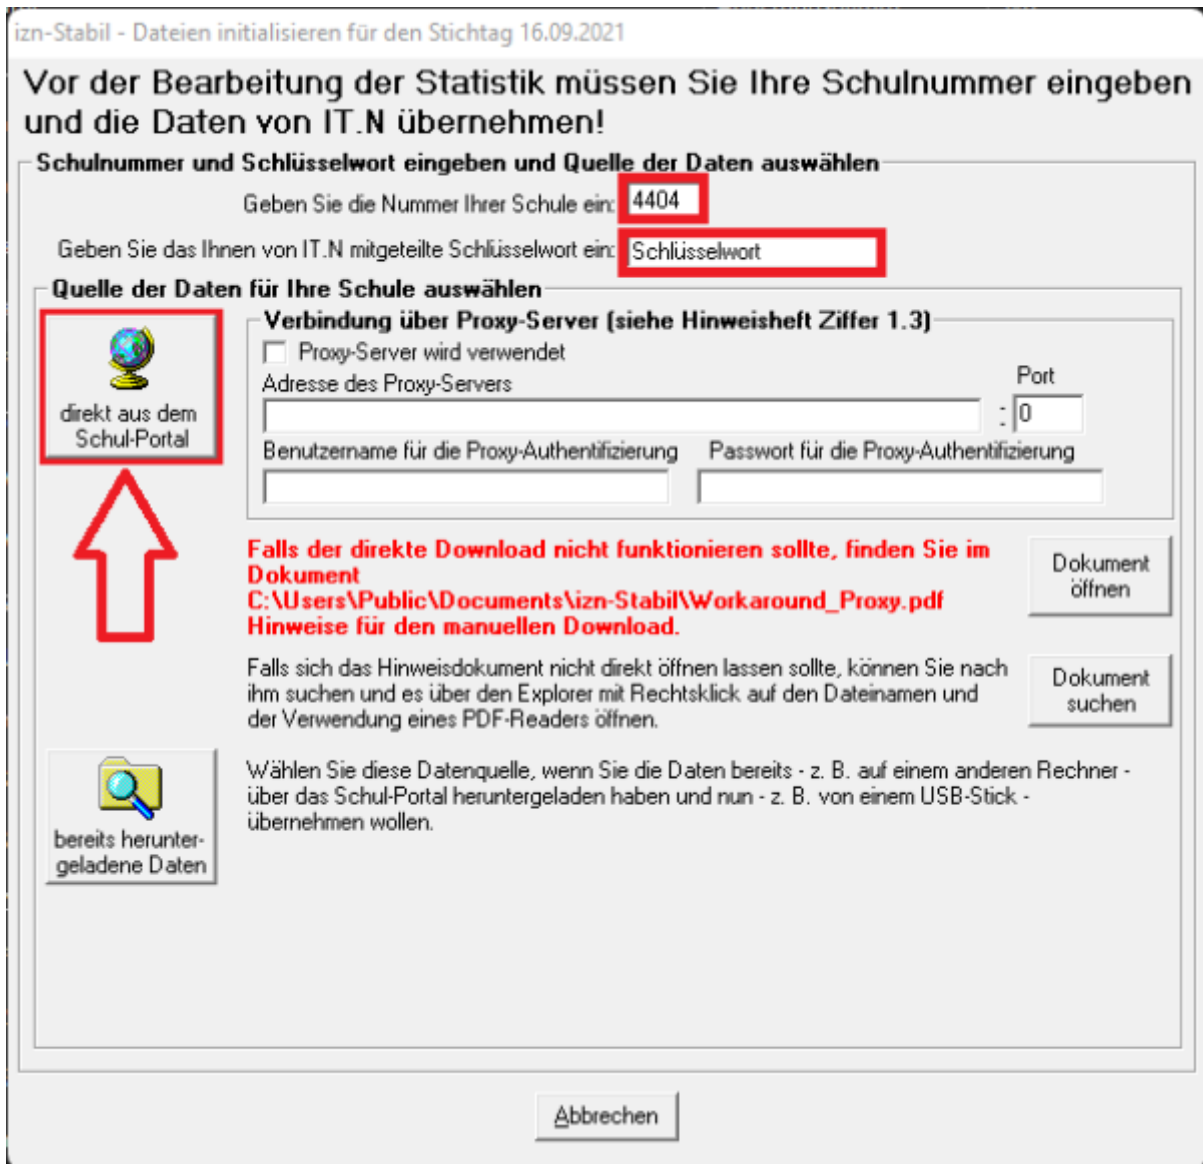 izn-Stabil - Dateien initialisieren für den Stichtag 16.09.2021
Vor der Bearbeitung der Statistik müssen Sie Ihre Schulnummer eingeben
und die Daten von IT.N übernehmen!
Schulnummer und Schlüsselwort eingeben und Quelle der Daten auswählen
Geben Sie die Nummer Ihrer Schule ein: 4404
Geben Sie das Ihnen von IT.N mitgeteilte Schlüsselwort ein: Schlüsselwort
Quelle der Daten für Ihre Schule auswählen
direkt aus dem
Schul-Portal
Verbindung über Proxy-Server (siehe Hinweisheft Ziffer 1.3)
Proxy-Server wird verwendet
Adresse des Proxy-Servers Port
: 0
Benutzername für die Proxy-Authentifizierung Passwort für die Proxy-Authentifizierung
Falls der direkte Download nicht funktionieren sollte, finden Sie im
Dokument
C:\Users\Public\Documents\izn-Stabil\Workaround_Proxy.pdf
Hinweise für den manuellen Download.
Dokument
öffnen
Falls sich das Hinweisdokument nicht direkt öffnen lassen sollte, können Sie nach
ihm suchen und es über den Explorer mit Rechtsklick auf den Dateinamen und
der Verwendung eines PDF-Readers öffnen.
Dokument
suchen
bereits herunter-
geladene Daten
Wählen Sie diese Datenquelle, wenn Sie die Daten bereits - z. B. auf einem anderen Rechner -
über das Schul-Portal heruntergeladen haben und nun - z. B. von einem USB-Stick -
übernehmen wollen.
Abbrechen